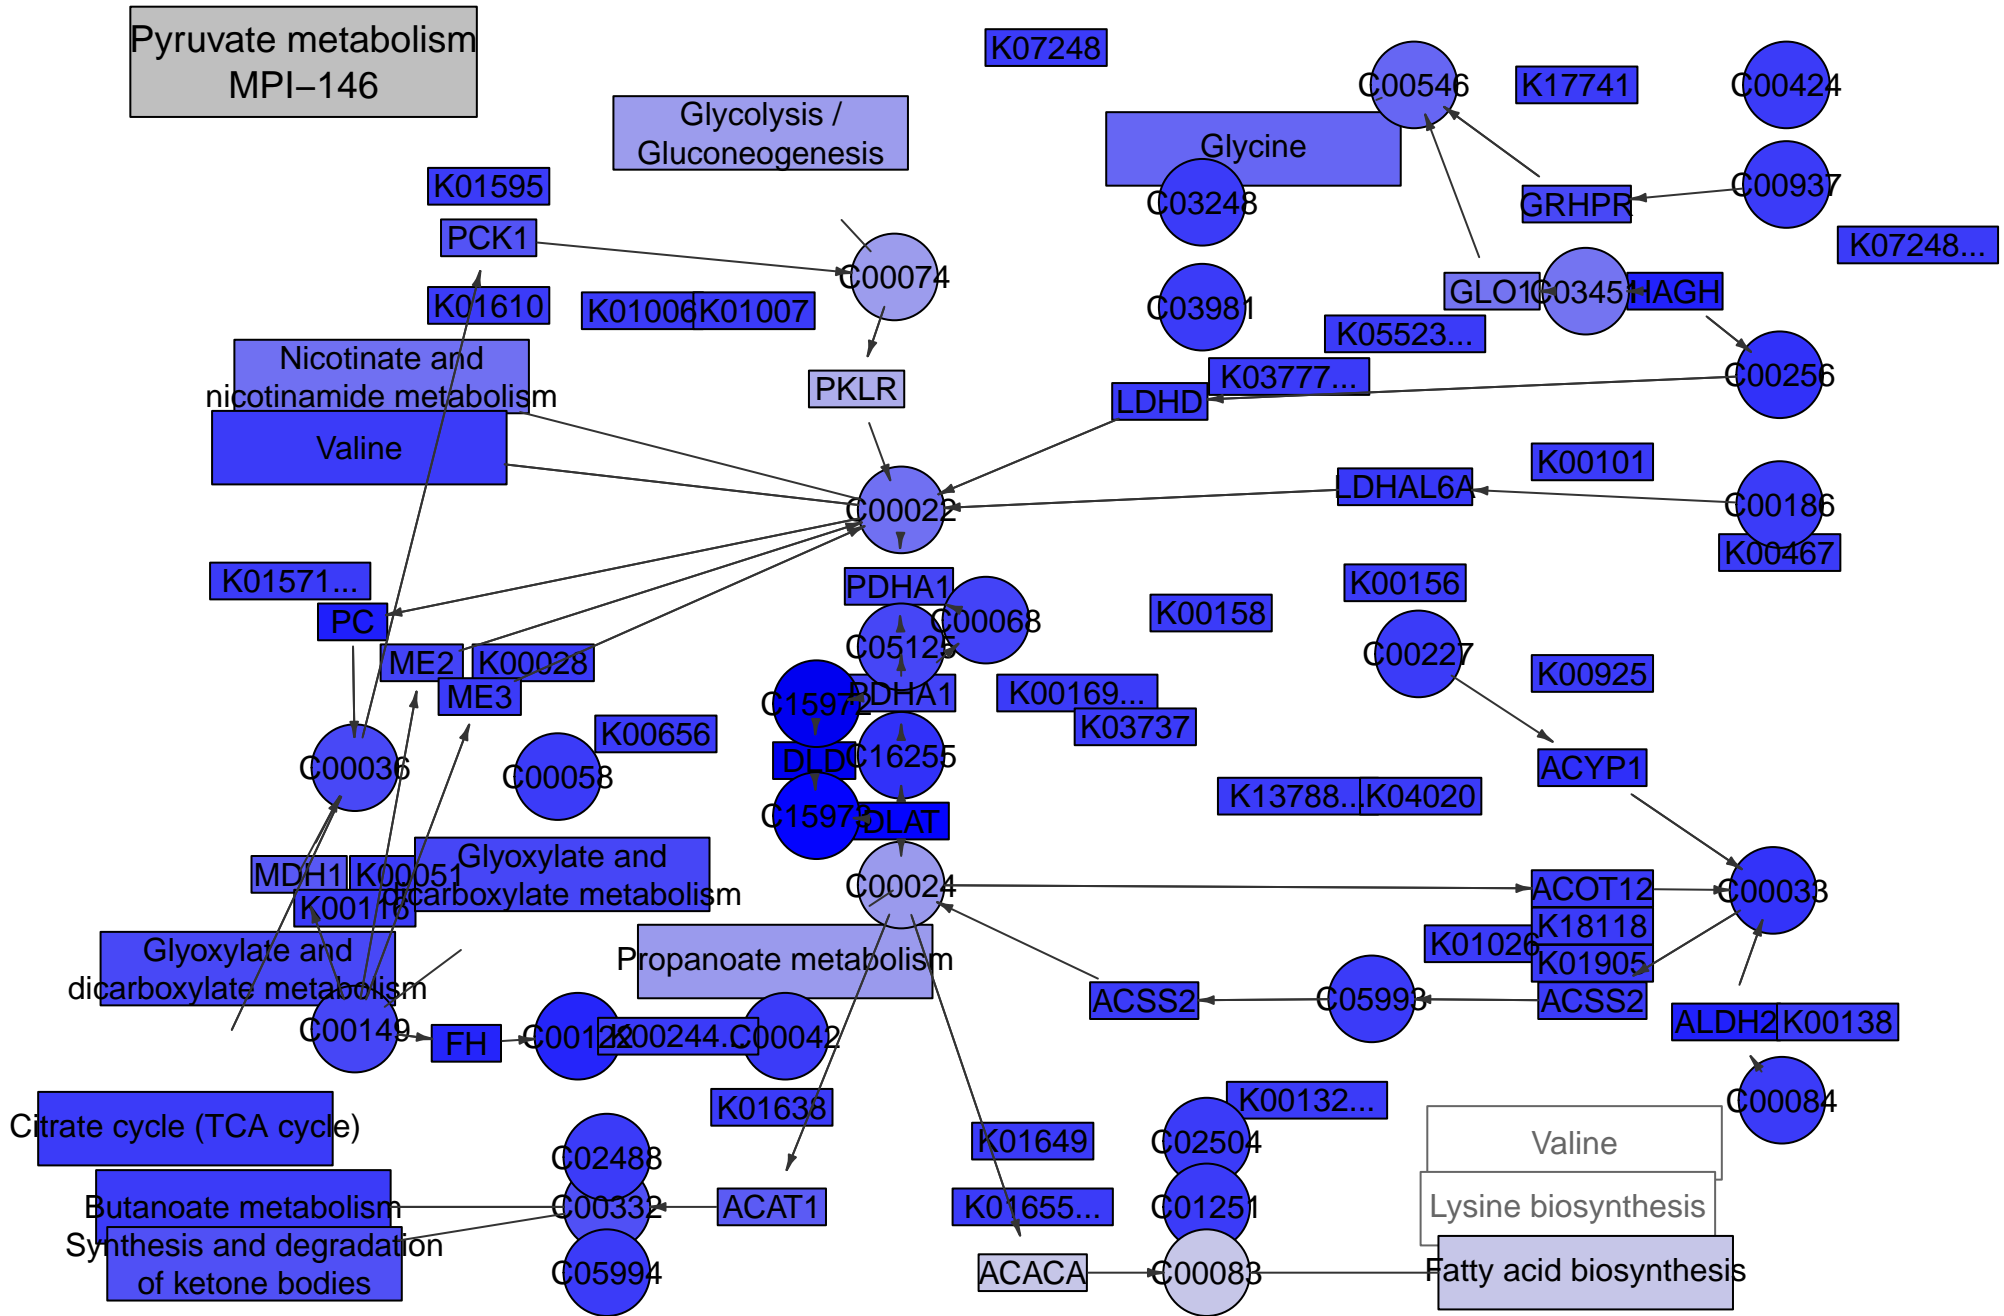 Pyruvate metabolism
MPI−146
K07248
C00546
K17741
C00424
Glycolysis /
Gluconeogenesis
Glycine
K01595
C03248
GRHPR
C00937
PCK1
K07248...
C00074
K01610
K01006
K01007
C03981
GLO1
C03451
HAGH
K05523...
Nicotinate and
nicotinamide metabolism
PKLR
K03777...
LDHD
C00256
Valine
K00101
LDHAL6A
C00186
C00022
K00467
K01571...
PDHA1
K00156
PC
C00068
K00158
C05125
C00227
ME2
K00028
K00925
ME3
C15972
PDHA1
K00169...
K03737
K00656
C00036
C00058
DLD
C16255
ACYP1
K13788...
K04020
C15973
DLAT
MDH1
K00051
Glyoxylate and
dicarboxylate metabolism
C00024
ACOT12
C00033
K00116
K18118
K01026
Glyoxylate and
dicarboxylate metabolism
Propanoate metabolism
K01905
ACSS2
C05993
ACSS2
C00149
FH
C00122
K00244...
C00042
ALDH2
K00138
K01638
K00132...
C00084
Citrate cycle (TCA cycle)
C02488
K01649
C02504
Valine
Butanoate metabolism
C00332
ACAT1
K01655...
C01251
Lysine biosynthesis
Synthesis and degradation
of ketone bodies
C05994
ACACA
C00083
Fatty acid biosynthesis